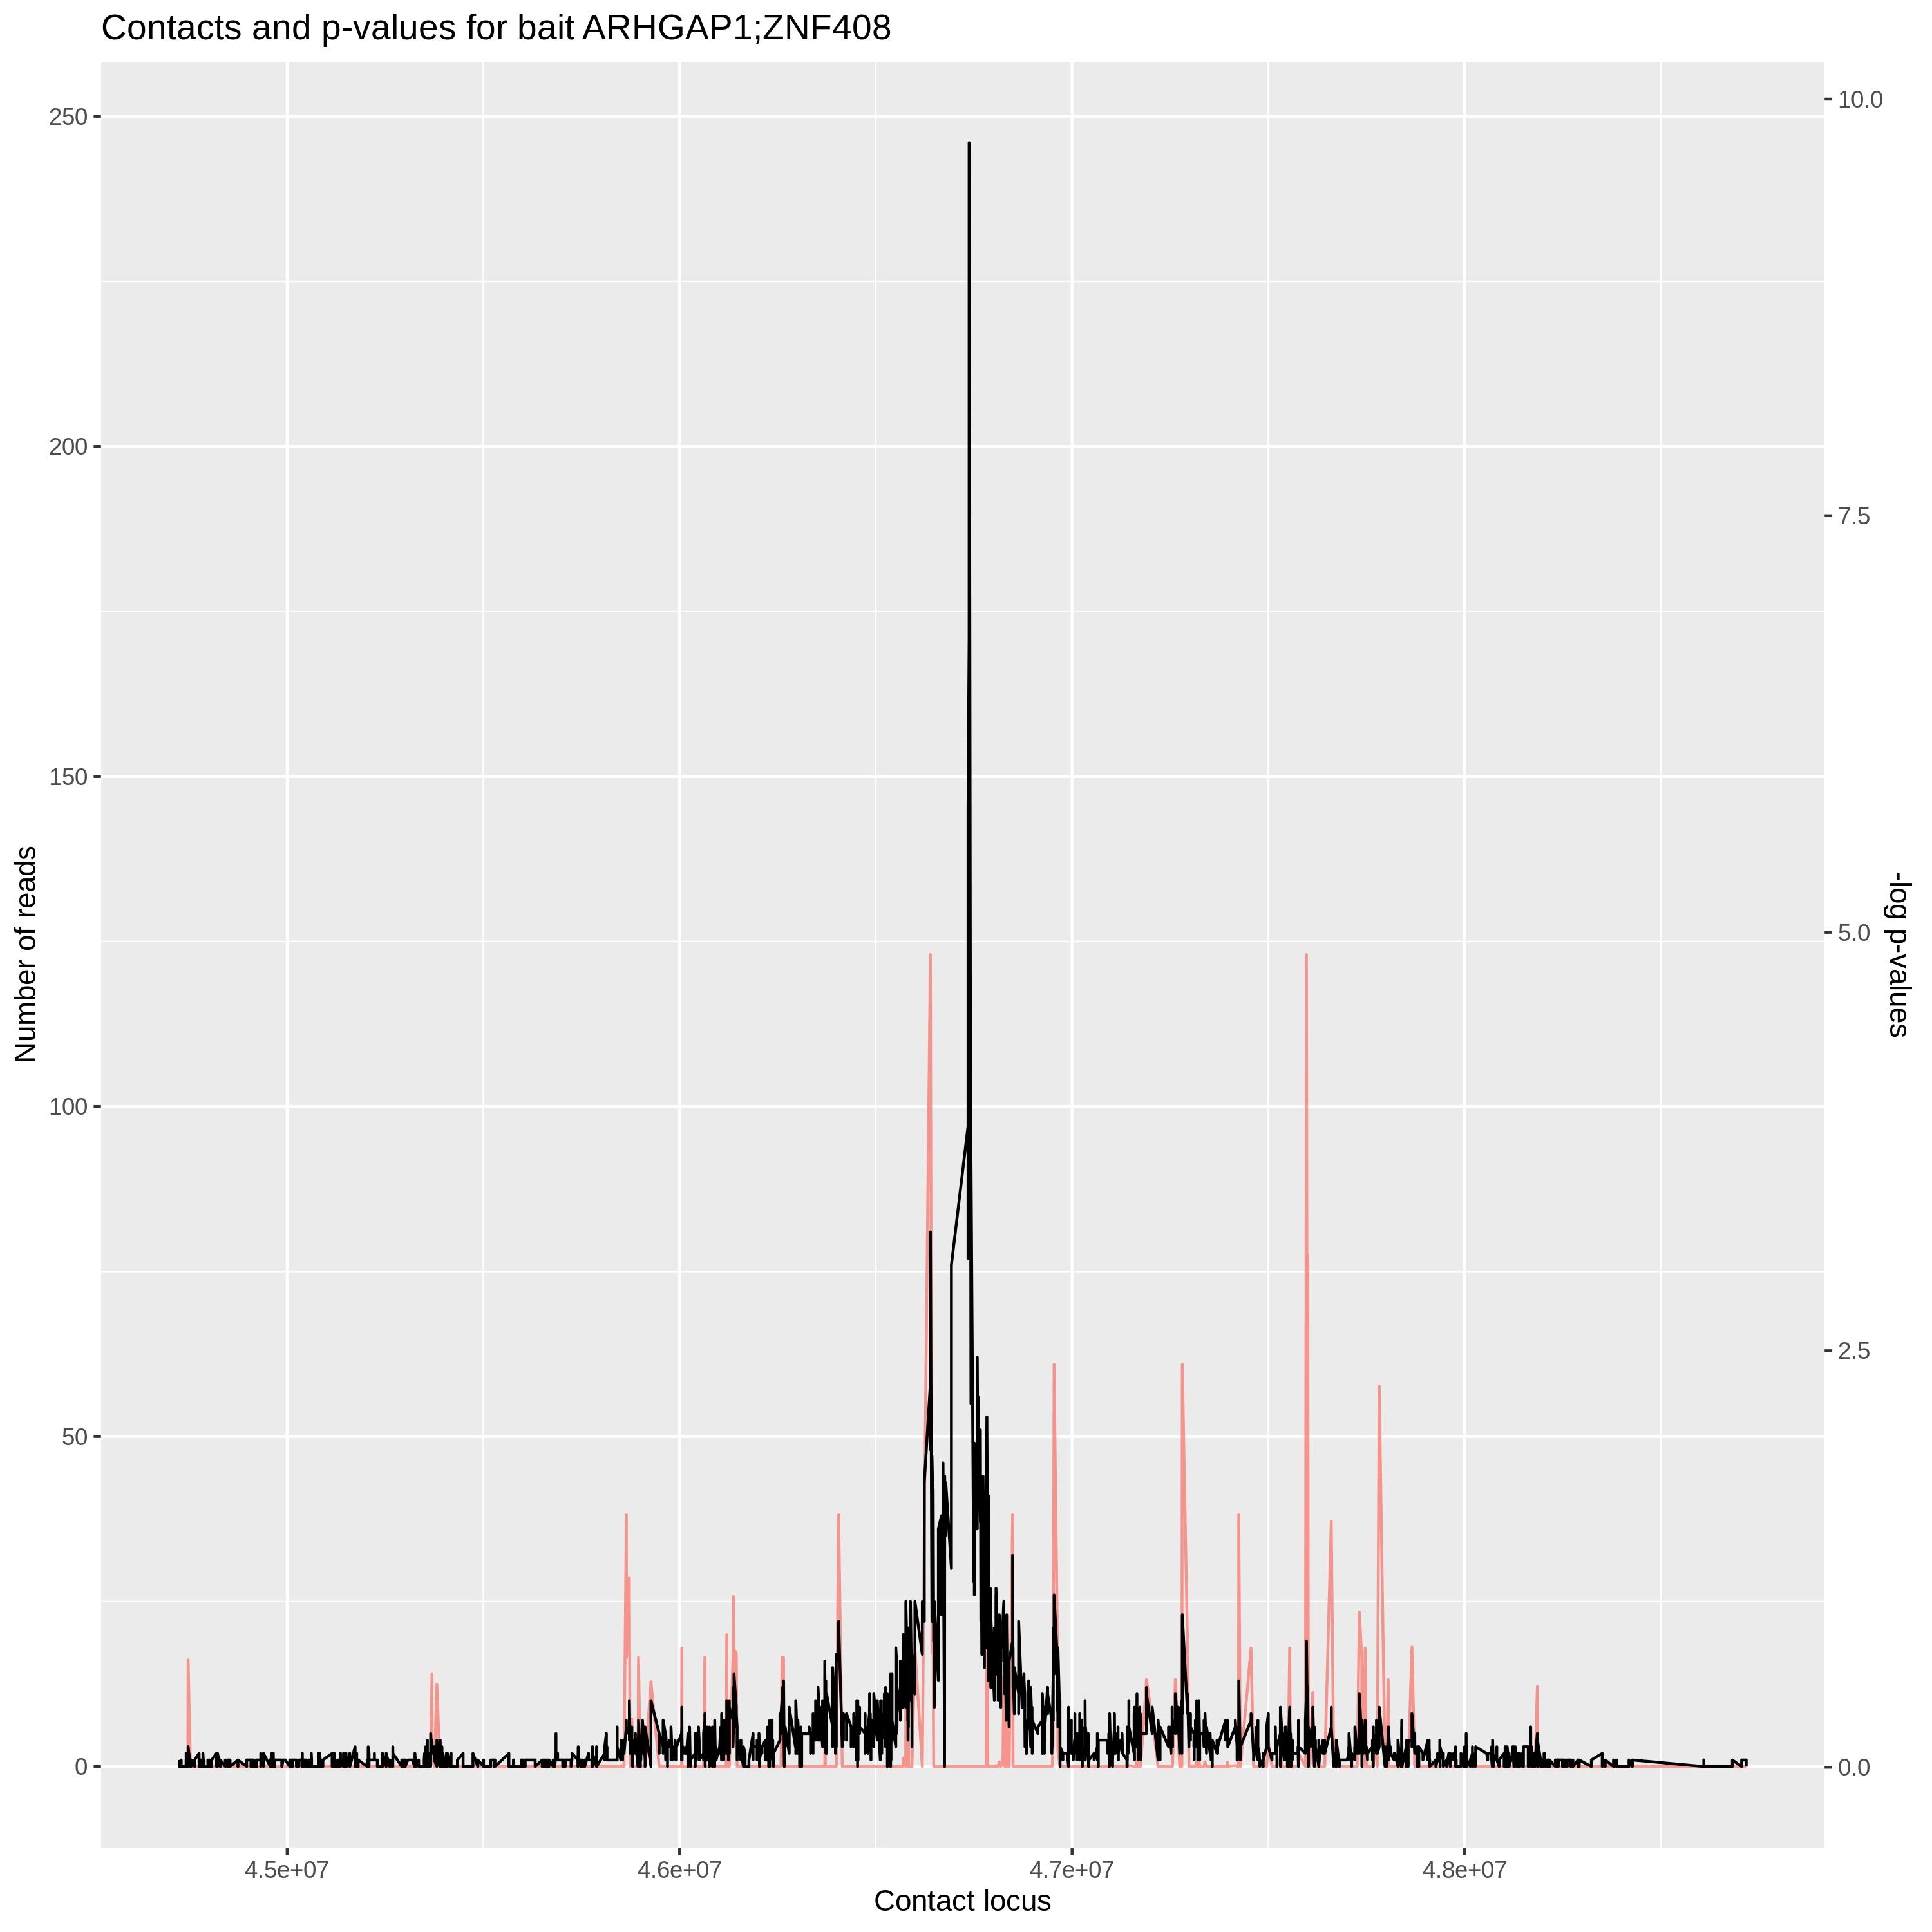 Contacts and p-values for bait ARHGAP1;ZNF408
250
200
150
100
50
0
Number of reads
10.0
7.5
5.0
2.5
0.0
-log p-values
4.5e+07
4.6e+07
4.7e+07
4.8e+07
Contact locus